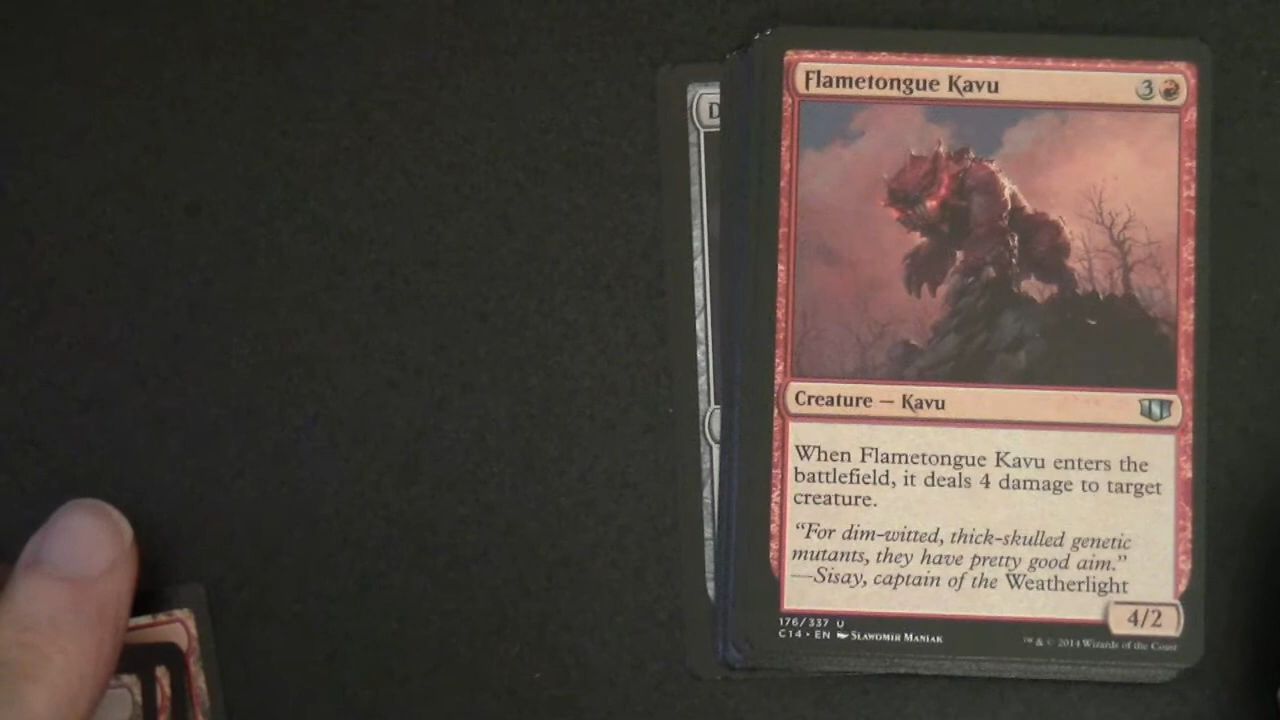 Flametongue Kavu 3
D
Creature — Kavu
When Flametongue Kavu enters the
battlefield, it deals 4 damage to target
creature.
“For dim-witted, thick-skulled genetic
mutants, they have pretty good aim.”
—Sisay, captain of the Weatherlight
4/2
176/337 U
C14 • EN Slawomir Maniak
™ & © 2014 Wizards of the Coast